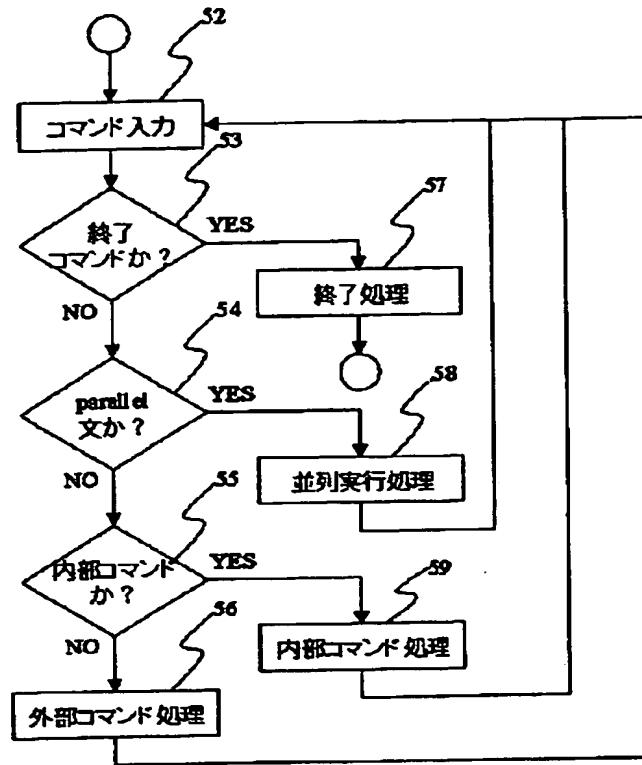 52
コマンド入力
53
終了
コマンドか？
YES
57
終了処理
NO
54
parallel
文か？
YES
58
並列実行処理
NO
55
内部コマンド
か？
YES
59
内部コマンド処理
NO
56
外部コマンド処理